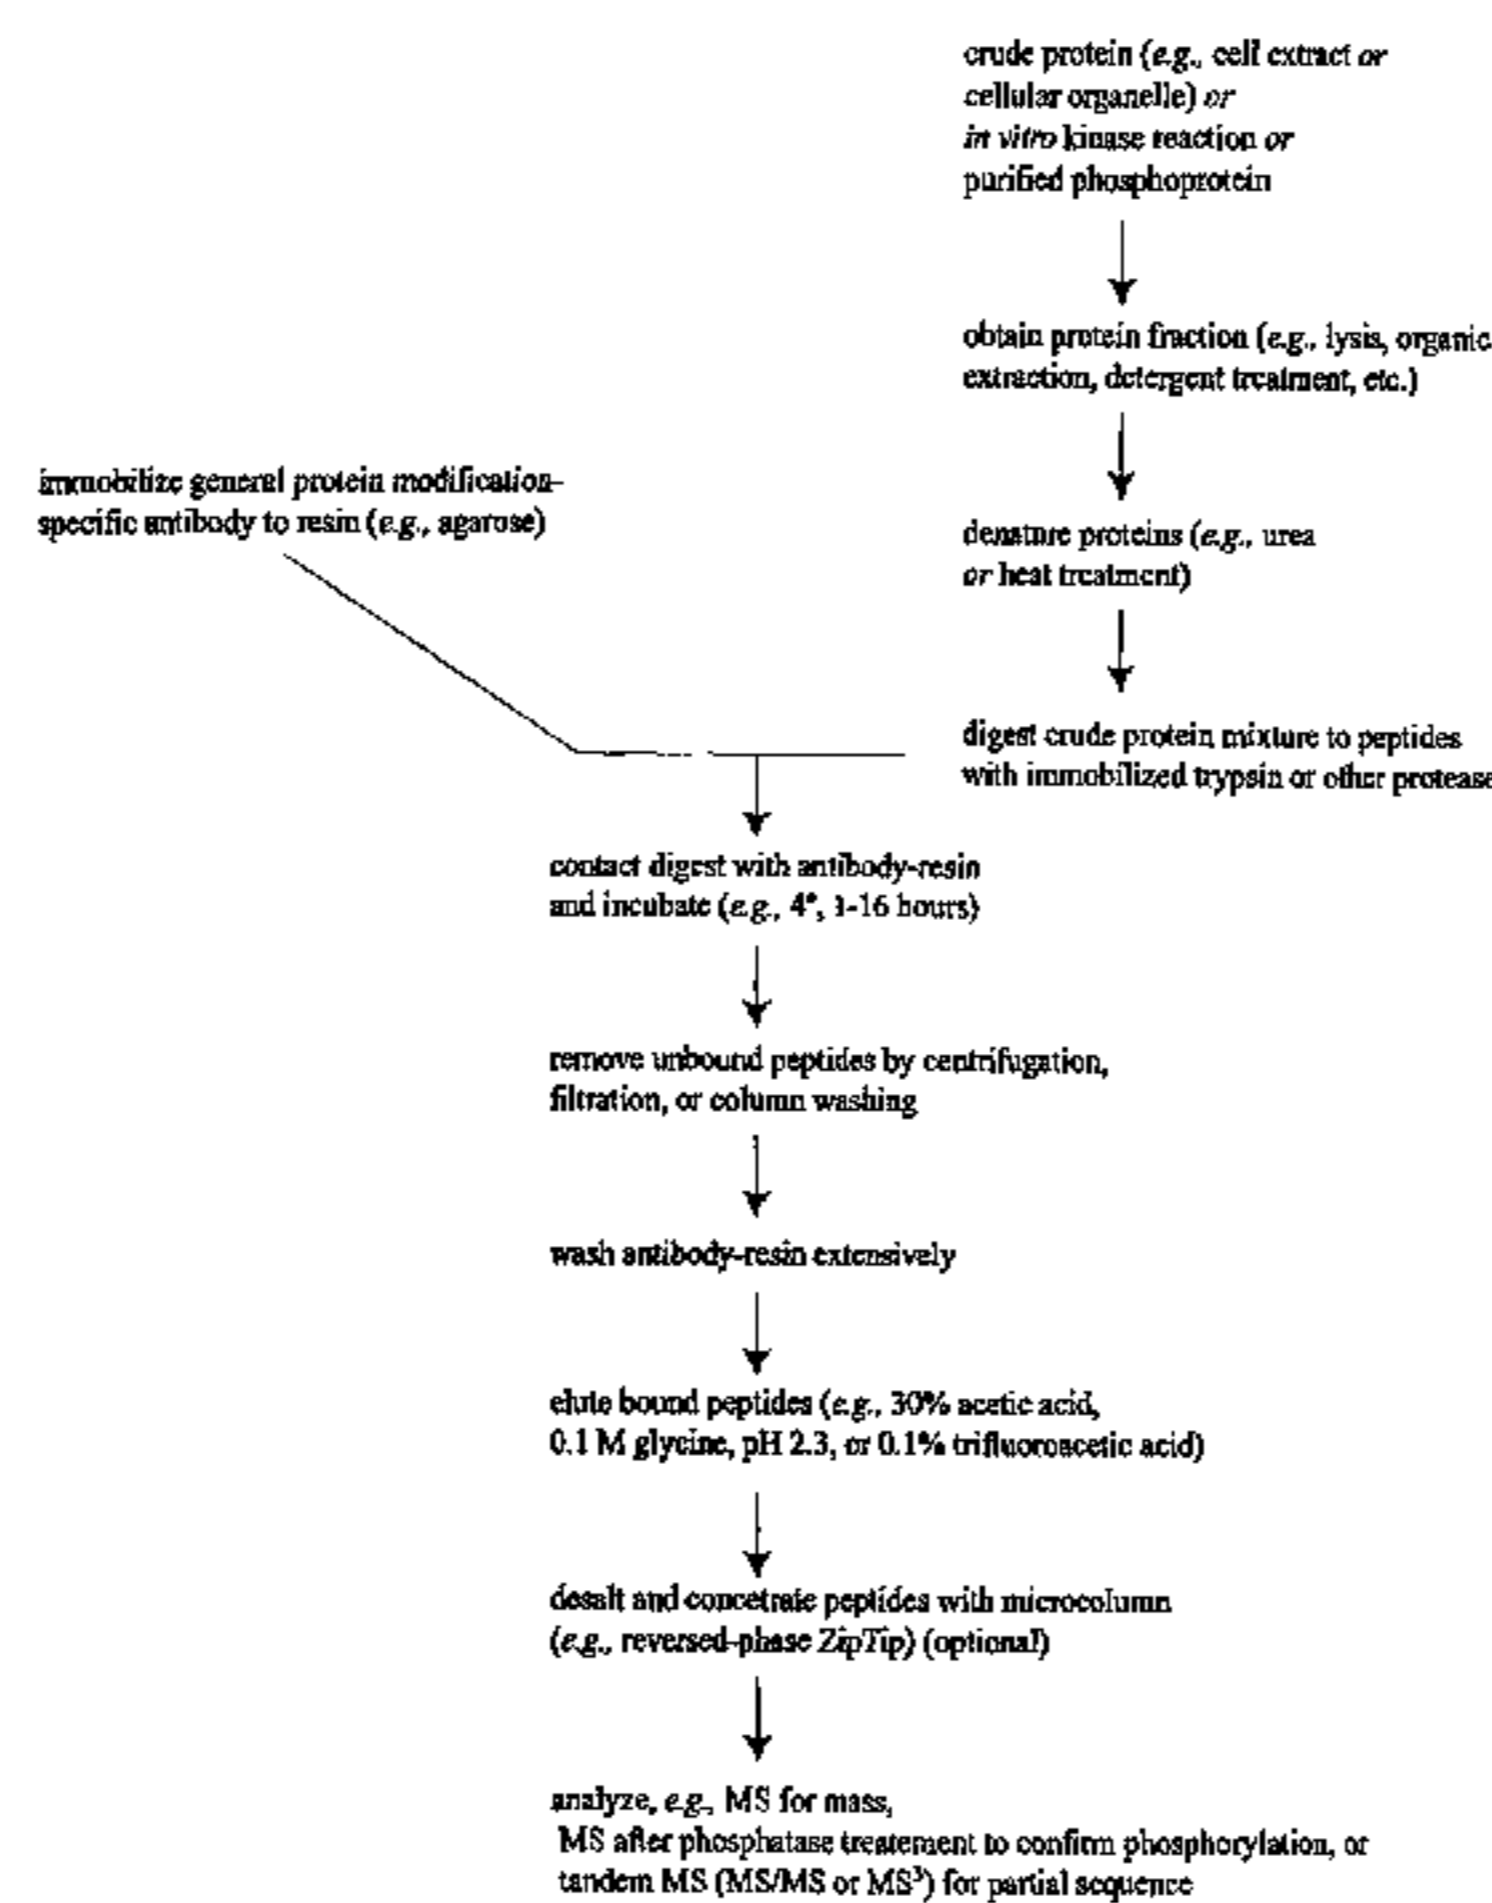 crude protein (e.g., cell extract or
cellular organelle) or
in vitro kinase reaction or
purified phosphoprotein
obtain protein fraction (e.g., lysis, organic
extraction, detergent treatment, etc.)
immobilize general protein modification-
specific antibody to resin (e.g., agarose)
denature proteins (e.g., urea
or heat treatment)
digest crude protein mixture to peptides
with immobilized trypsin or other protease
contact digest with antibody-resin
and incubate (e.g., 4°, 1-16 hours)
remove unbound peptides by centrifugation,
filtration, or column washing
wash antibody-resin extensively
elute bound peptides (e.g., 30% acetic acid,
0.1 M glycine, pH 2.3, or 0.1% trifluoroacetic acid)
desalt and concetrate peptides with microcolumn
(e.g., reversed-phase ZipTip) (optional)
analyze, e.g., MS for mass,
MS after phosphatase treatement to confirm phosphorylation, or
tandem MS (MS/MS or MS³) for partial sequence